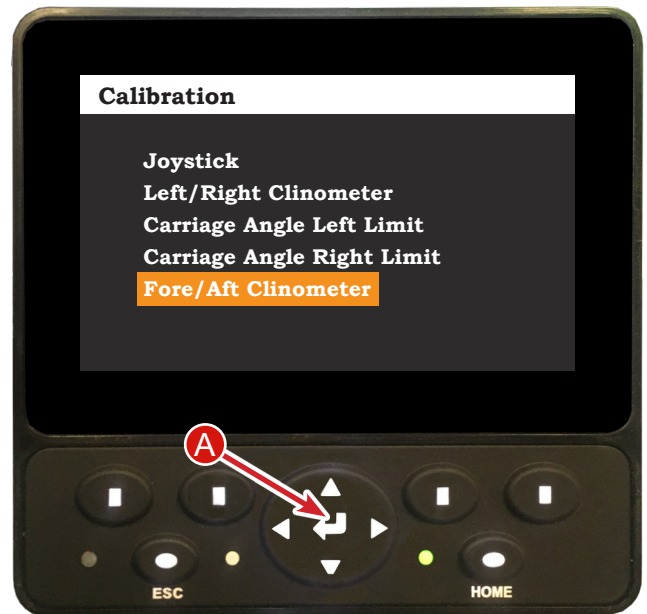 Calibration
Joystick
Left/Right Clinometer
Carriage Angle Left Limit
Carriage Angle Right Limit
Fore/Aft Clinometer
A
ESC
HOME